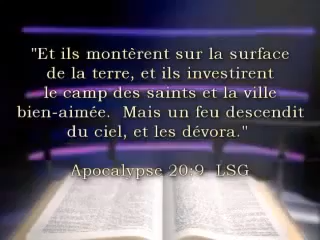 "Et ils montèrent sur la surface
de la terre, et ils investirent
le camp des saints et la ville
bien-aimée.  Mais un feu descendit
du ciel, et les dévora."
Apocalypse 20:9  LSG